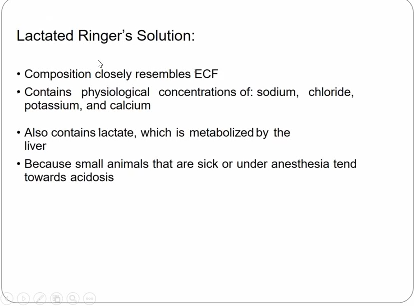 Lactated Ringer's Solution:
• Composition closely resembles ECF
• Contains physiological concentrations of: sodium, chloride,
potassium, and calcium
• Also contains lactate, which is metabolized by the
liver
• Because small animals that are sick or under anesthesia tend
towards acidosis